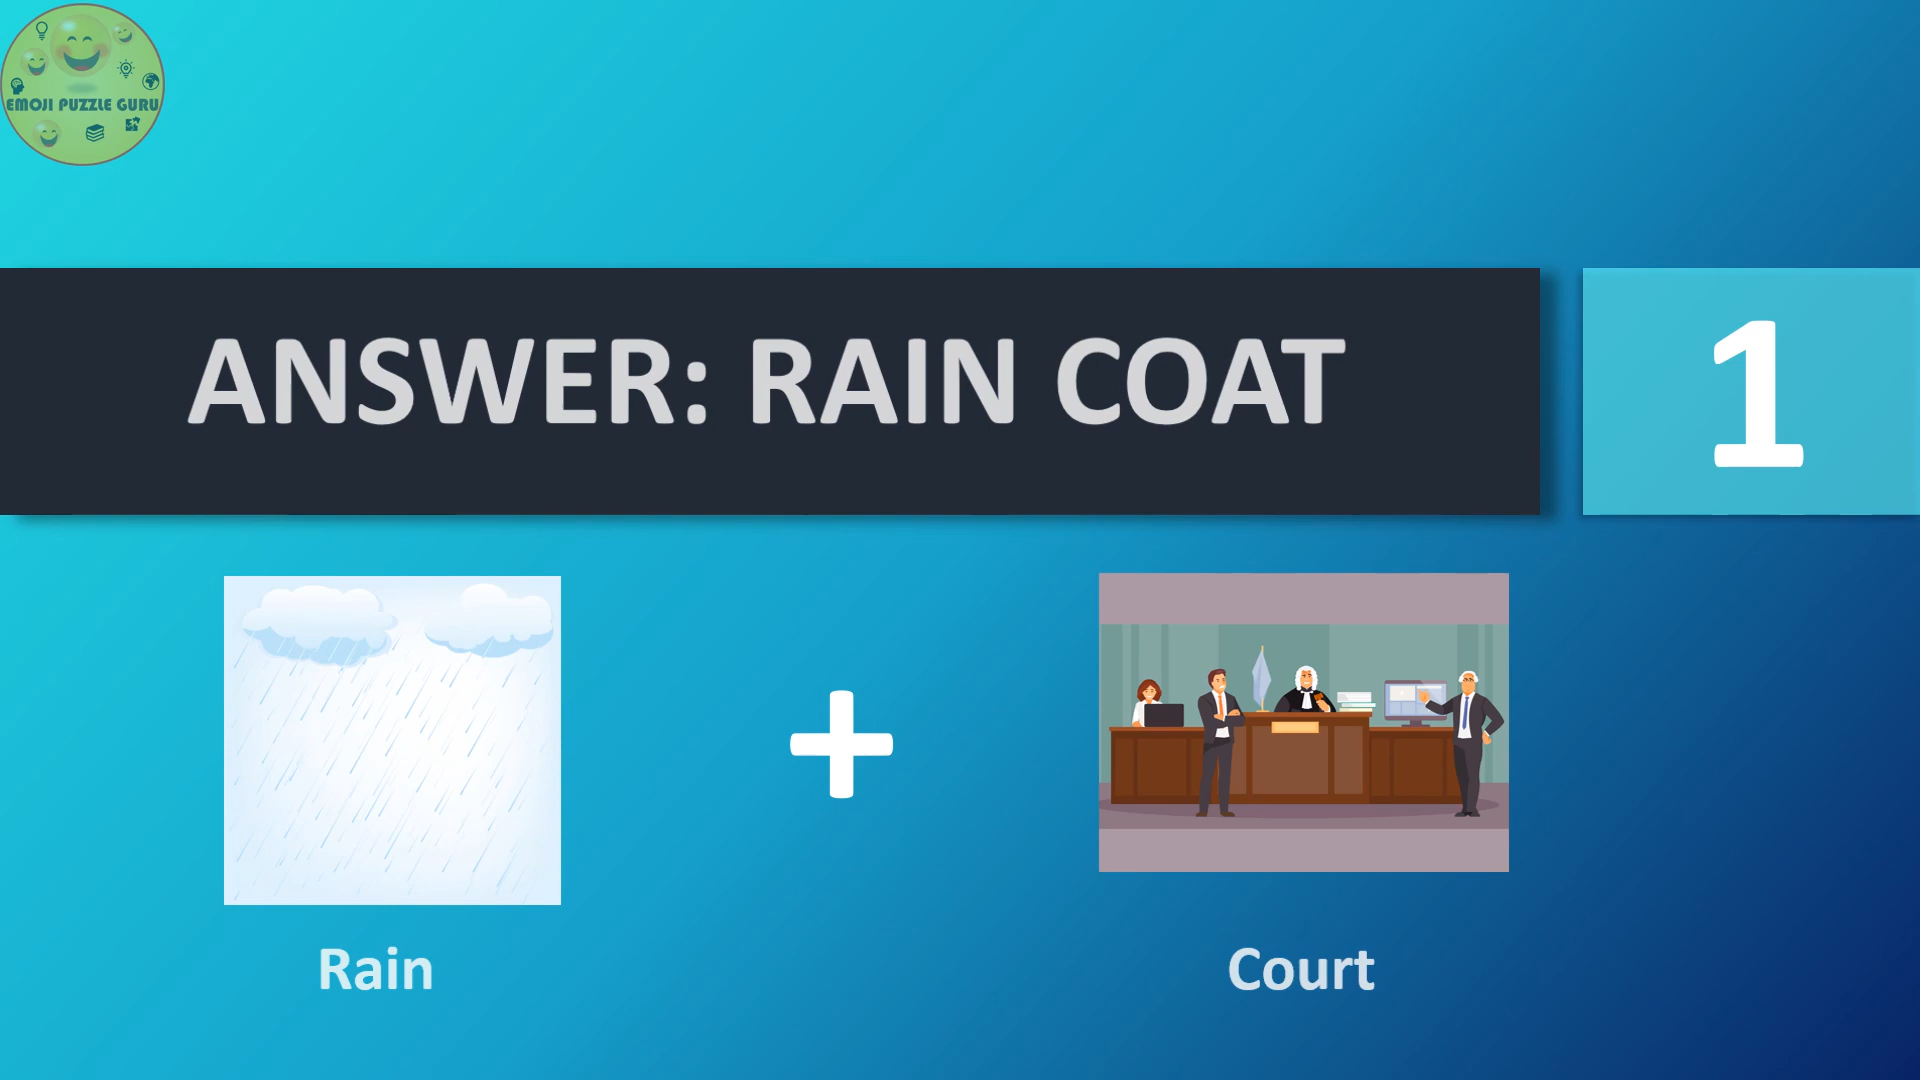 EMOJI PUZZLE GURU
ANSWER: RAIN COAT
1
+
Rain
Court